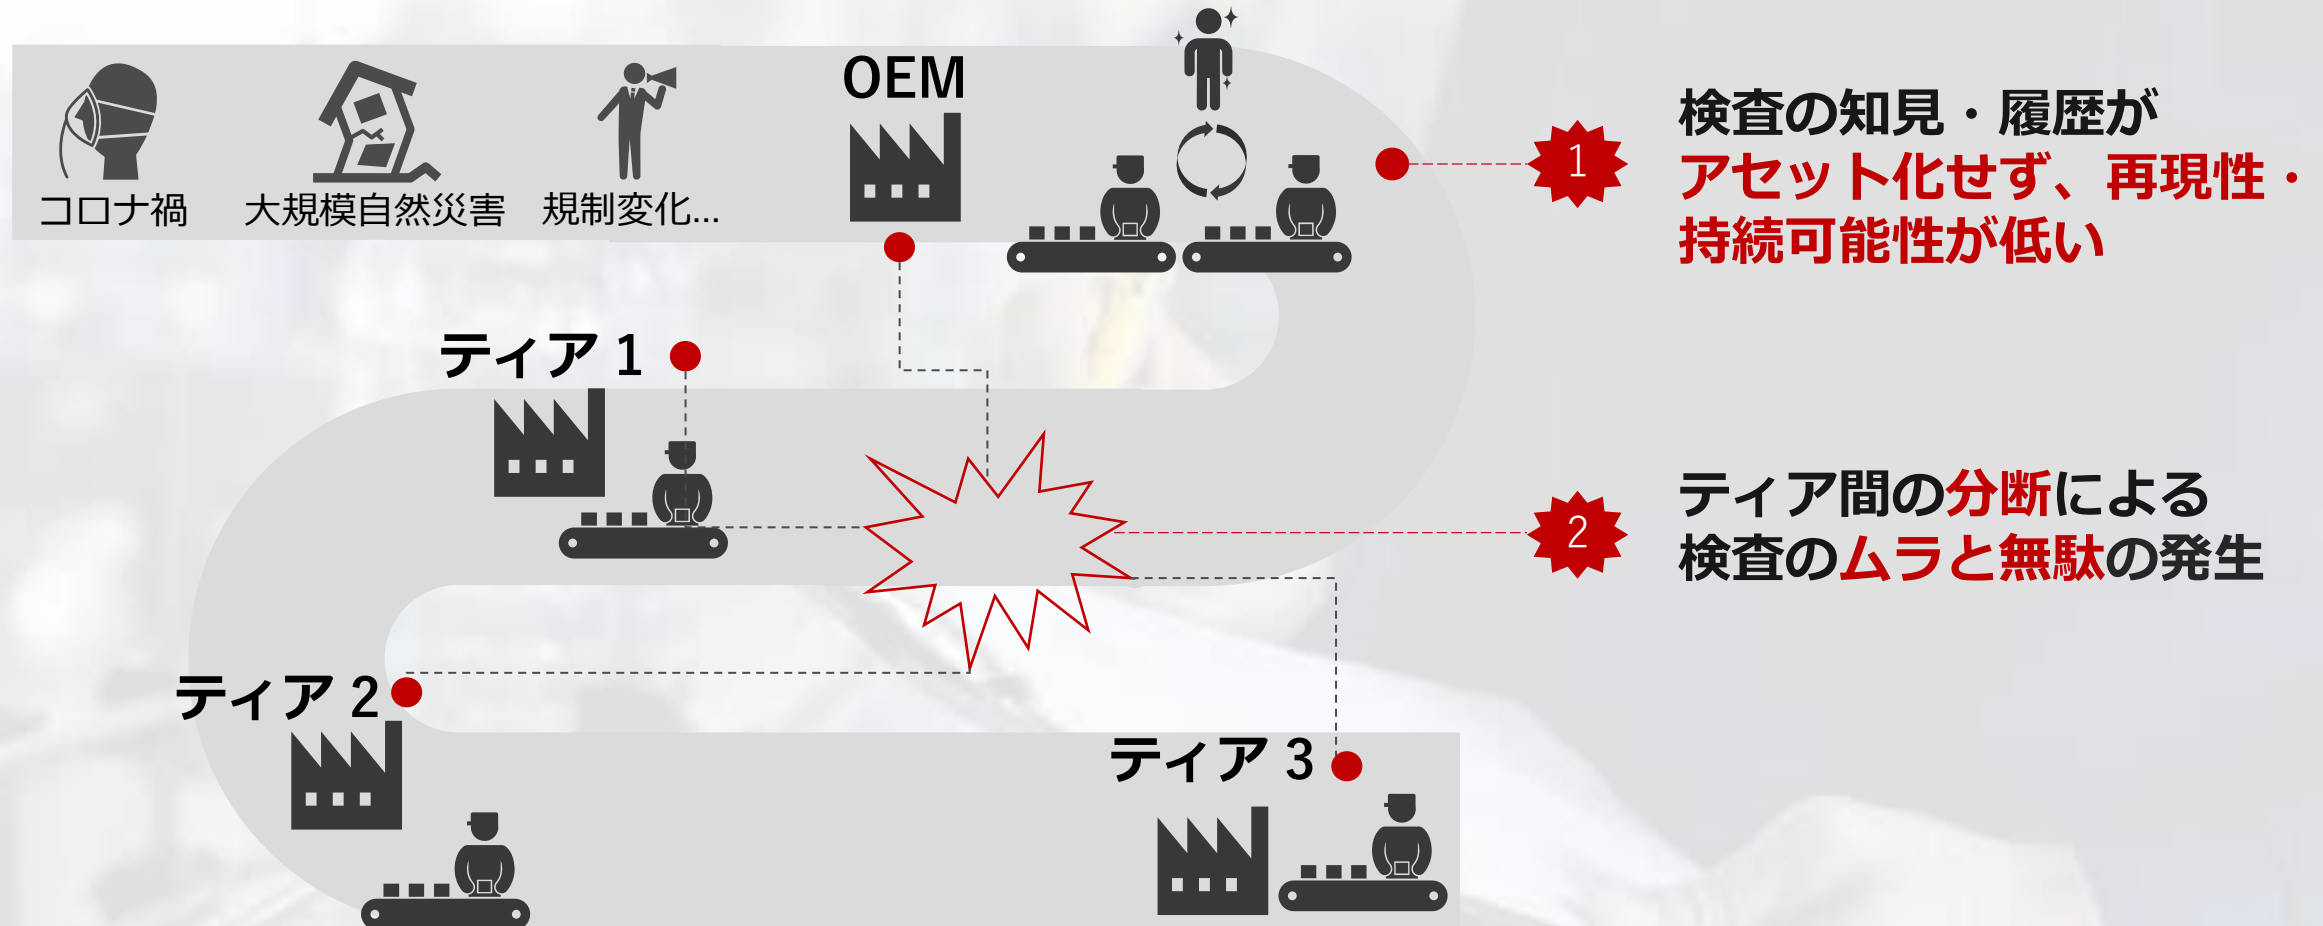 OEM
コロナ禍
大規模自然災害
規制変化...
1
検査の知見・履歴が
アセット化せず、再現性・
持続可能性が低い
ティア 1
2
ティア間の分断による
検査のムラと無駄の発生
ティア 2
ティア 3